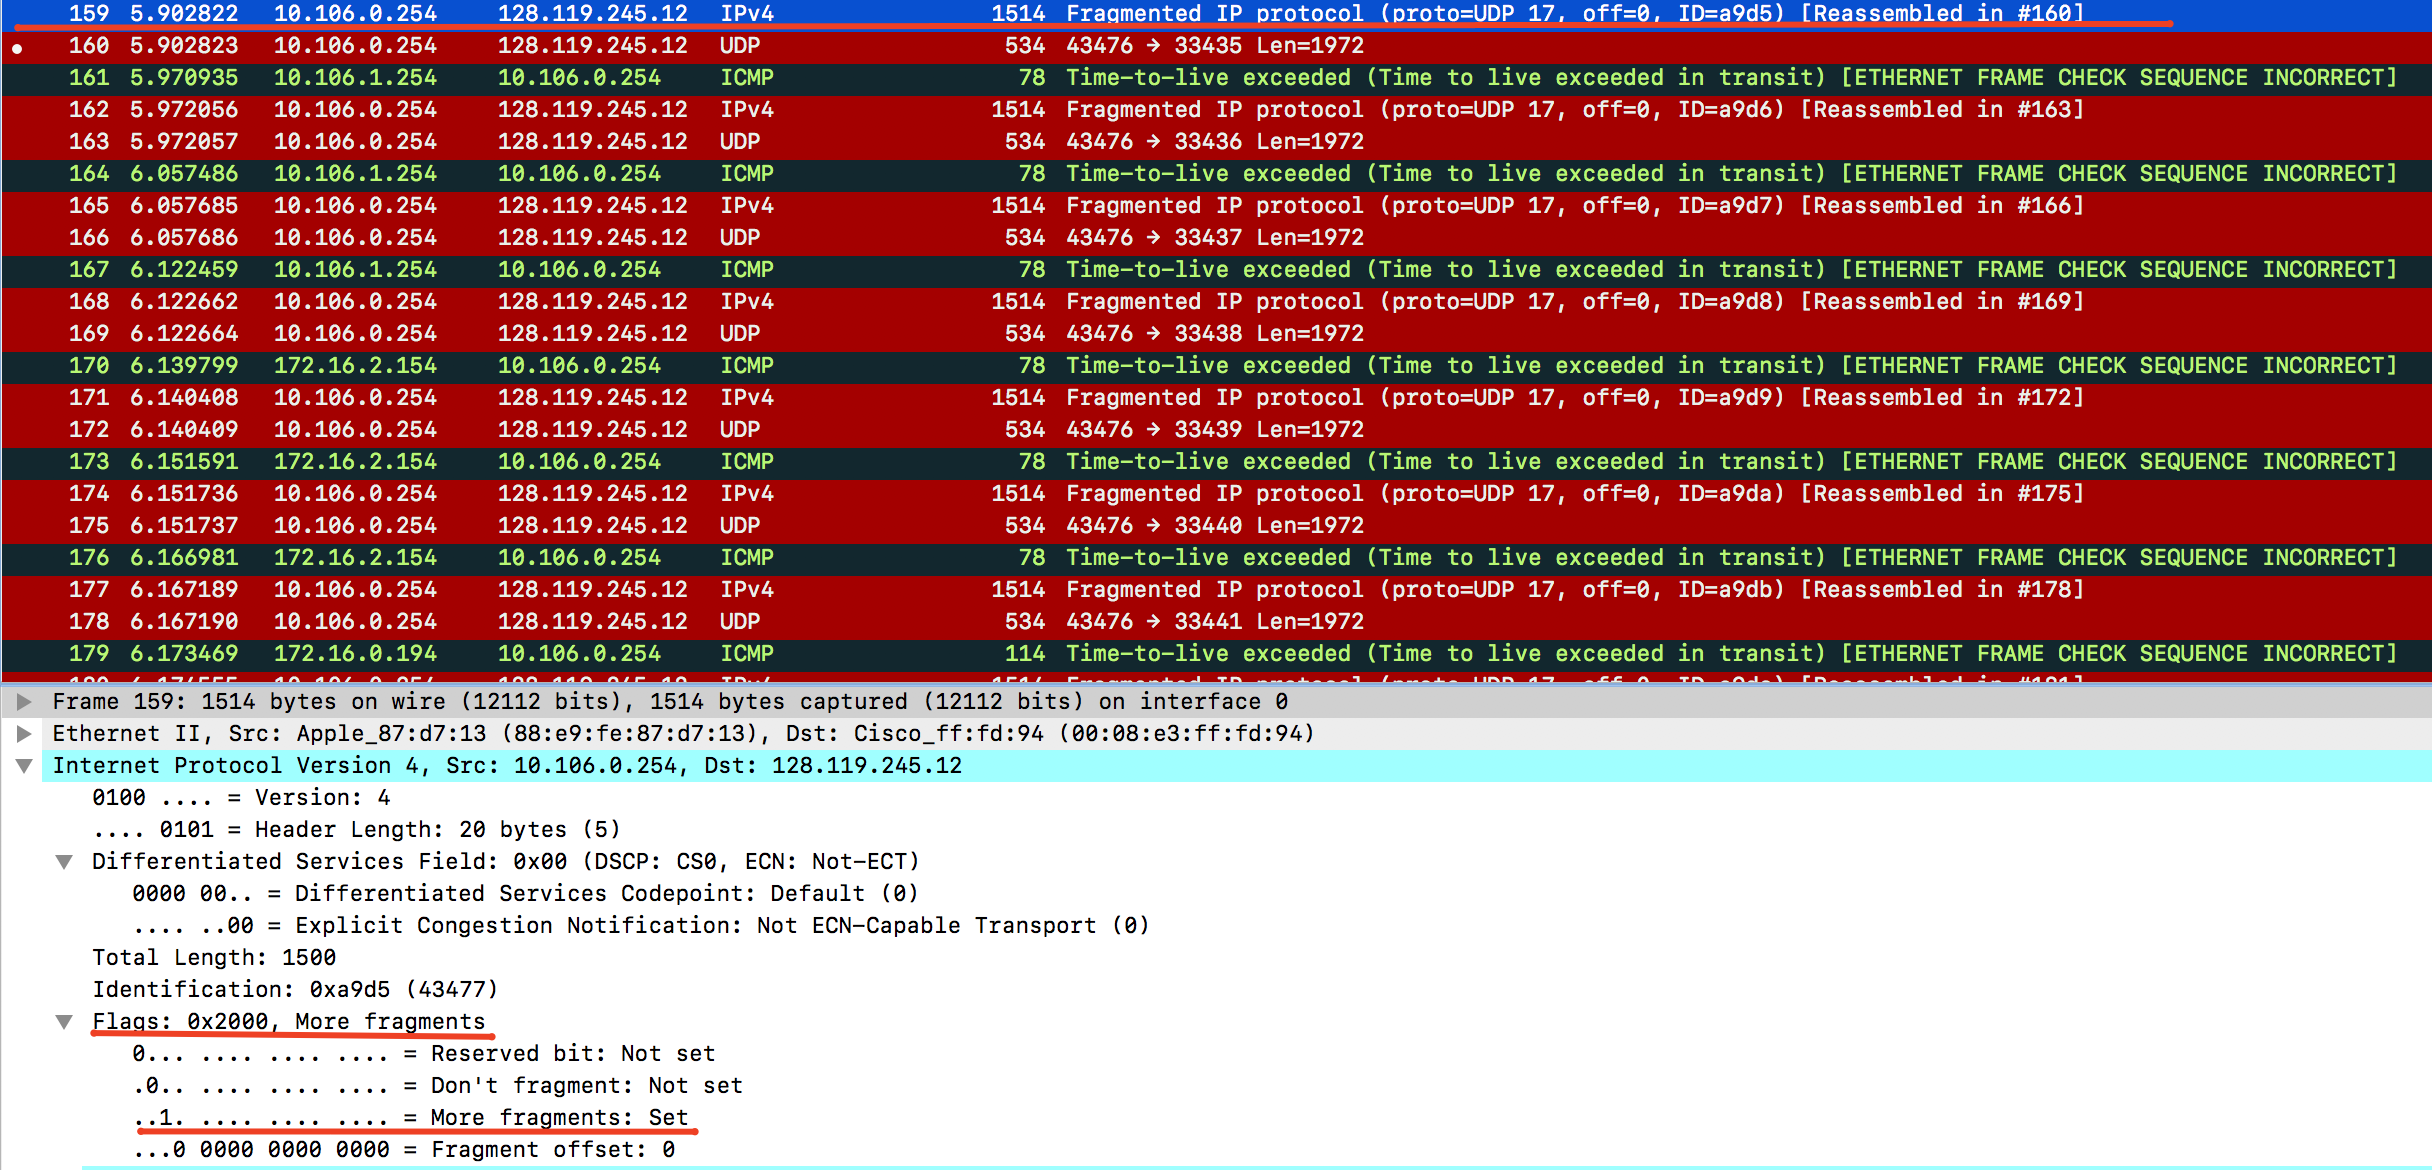 159 5.902822 10.106.0.254 128.119.245.12 IPv4 1514 Fragmented IP protocol (proto=UDP 17, off=0, ID=a9d5) [Reassembled in #160]
160 5.902823 10.106.0.254 128.119.245.12 UDP 534 43476 → 33435 Len=1972
161 5.970935 10.106.1.254 10.106.0.254 ICMP 78 Time-to-live exceeded (Time to live exceeded in transit) [ETHERNET FRAME CHECK SEQUENCE INCORRECT]
162 5.972056 10.106.0.254 128.119.245.12 IPv4 1514 Fragmented IP protocol (proto=UDP 17, off=0, ID=a9d6) [Reassembled in #163]
163 5.972057 10.106.0.254 128.119.245.12 UDP 534 43476 → 33436 Len=1972
164 6.057486 10.106.1.254 10.106.0.254 ICMP 78 Time-to-live exceeded (Time to live exceeded in transit) [ETHERNET FRAME CHECK SEQUENCE INCORRECT]
165 6.057685 10.106.0.254 128.119.245.12 IPv4 1514 Fragmented IP protocol (proto=UDP 17, off=0, ID=a9d7) [Reassembled in #166]
166 6.057686 10.106.0.254 128.119.245.12 UDP 534 43476 → 33437 Len=1972
167 6.122459 10.106.1.254 10.106.0.254 ICMP 78 Time-to-live exceeded (Time to live exceeded in transit) [ETHERNET FRAME CHECK SEQUENCE INCORRECT]
168 6.122662 10.106.0.254 128.119.245.12 IPv4 1514 Fragmented IP protocol (proto=UDP 17, off=0, ID=a9d8) [Reassembled in #169]
169 6.122664 10.106.0.254 128.119.245.12 UDP 534 43476 → 33438 Len=1972
170 6.139799 172.16.2.154 10.106.0.254 ICMP 78 Time-to-live exceeded (Time to live exceeded in transit) [ETHERNET FRAME CHECK SEQUENCE INCORRECT]
171 6.140408 10.106.0.254 128.119.245.12 IPv4 1514 Fragmented IP protocol (proto=UDP 17, off=0, ID=a9d9) [Reassembled in #172]
172 6.140409 10.106.0.254 128.119.245.12 UDP 534 43476 → 33439 Len=1972
173 6.151591 172.16.2.154 10.106.0.254 ICMP 78 Time-to-live exceeded (Time to live exceeded in transit) [ETHERNET FRAME CHECK SEQUENCE INCORRECT]
174 6.151736 10.106.0.254 128.119.245.12 IPv4 1514 Fragmented IP protocol (proto=UDP 17, off=0, ID=a9da) [Reassembled in #175]
175 6.151737 10.106.0.254 128.119.245.12 UDP 534 43476 → 33440 Len=1972
176 6.166981 172.16.2.154 10.106.0.254 ICMP 78 Time-to-live exceeded (Time to live exceeded in transit) [ETHERNET FRAME CHECK SEQUENCE INCORRECT]
177 6.167189 10.106.0.254 128.119.245.12 IPv4 1514 Fragmented IP protocol (proto=UDP 17, off=0, ID=a9db) [Reassembled in #178]
178 6.167190 10.106.0.254 128.119.245.12 UDP 534 43476 → 33441 Len=1972
179 6.173469 172.16.0.194 10.106.0.254 ICMP 114 Time-to-live exceeded (Time to live exceeded in transit) [ETHERNET FRAME CHECK SEQUENCE INCORRECT]
Frame 159: 1514 bytes on wire (12112 bits), 1514 bytes captured (12112 bits) on interface 0
Ethernet II, Src: Apple_87:d7:13 (88:e9:fe:87:d7:13), Dst: Cisco_ff:fd:94 (00:08:e3:ff:fd:94)
Internet Protocol Version 4, Src: 10.106.0.254, Dst: 128.119.245.12
0100 .... = Version: 4
.... 0101 = Header Length: 20 bytes (5)
Differentiated Services Field: 0x00 (DSCP: CS0, ECN: Not-ECT)
0000 00.. = Differentiated Services Codepoint: Default (0)
.... ..00 = Explicit Congestion Notification: Not ECN-Capable Transport (0)
Total Length: 1500
Identification: 0xa9d5 (43477)
Flags: 0x2000, More fragments
0... .... .... .... = Reserved bit: Not set
.0.. .... .... .... = Don't fragment: Not set
..1. .... .... .... = More fragments: Set
...0 0000 0000 0000 = Fragment offset: 0